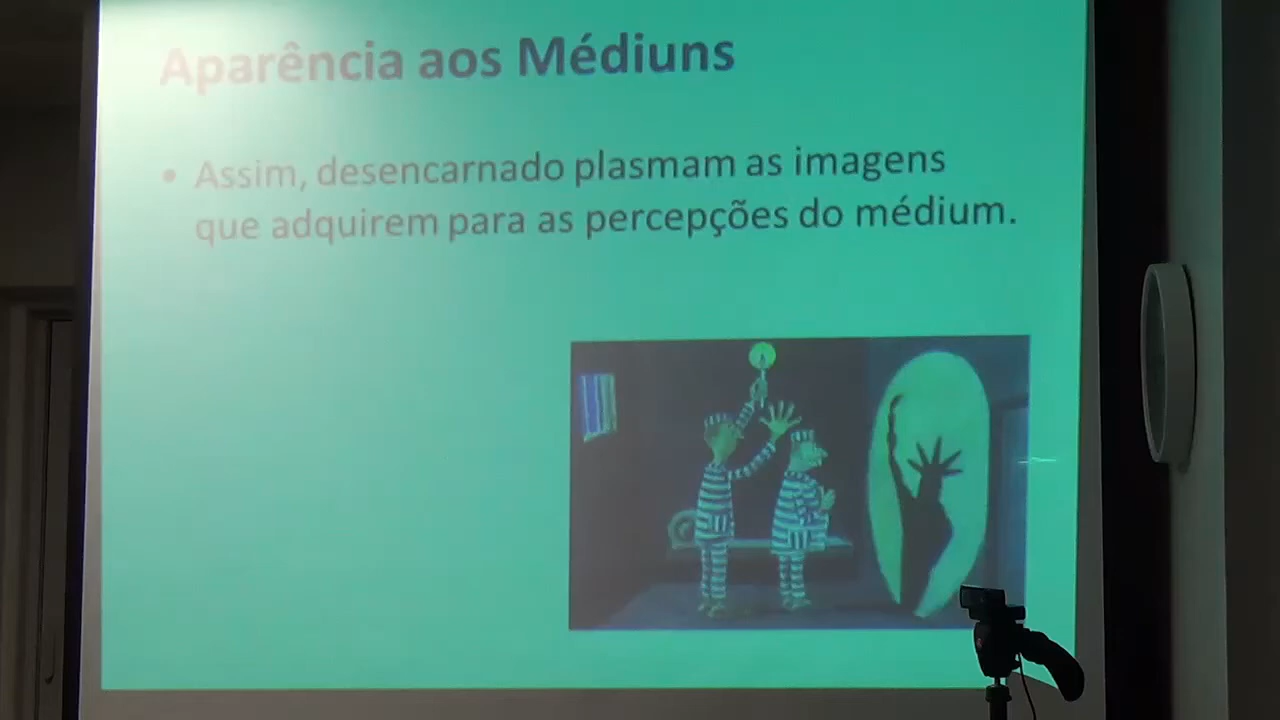 Aparência aos Médiuns
• Assim, desencarnado plasmam as imagens
que adquirem para as percepções do médium.